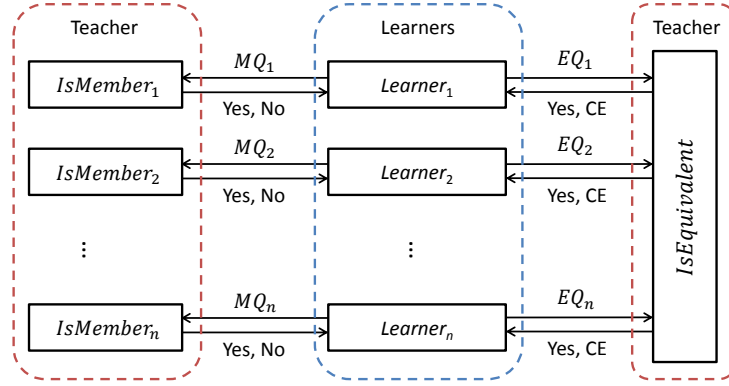 Teacher Learners Teacher
MQ₁ EQ₁
IsMember₁ Learner₁
Yes, No Yes, CE
MQ₂ EQ₂
IsMember₂ Learner₂
Yes, No Yes, CE
IsEquivalent
⋮ ⋮
MQₙ EQₙ
IsMemberₙ Learnerₙ
Yes, No Yes, CE